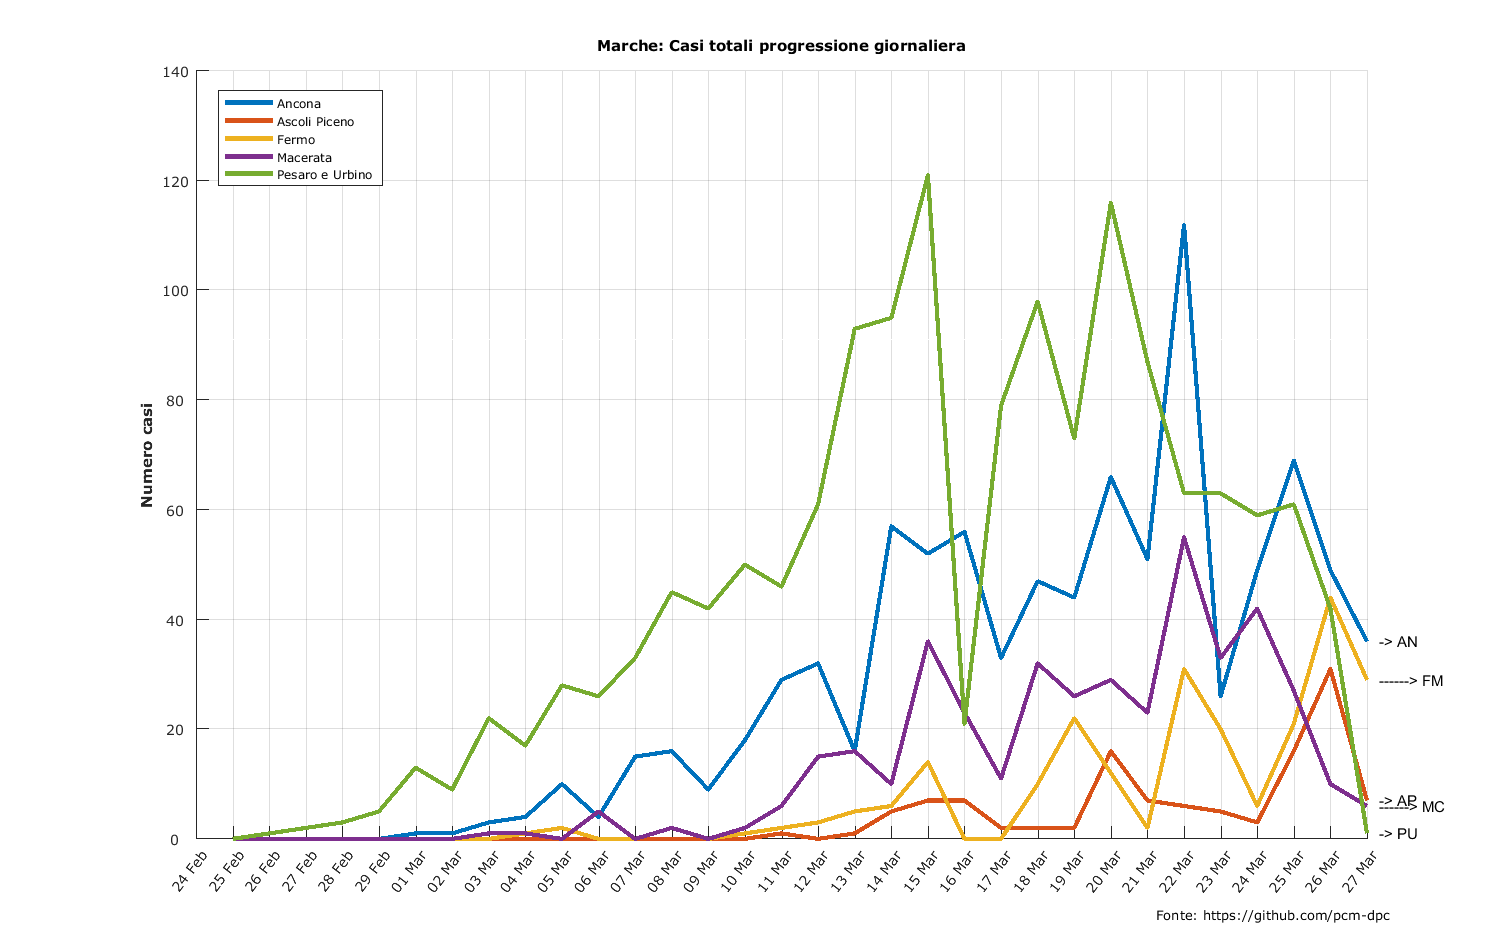 Marche: Casi totali progressione giornaliera
140
120
100
80
60
40
20
0
Numero casi
Ancona
Ascoli Piceno
Fermo
Macerata
Pesaro e Urbino
-> AN
------> FM
-> AP
------> MC
-> PU
24 Feb
25 Feb
26 Feb
27 Feb
28 Feb
29 Feb
01 Mar
02 Mar
03 Mar
04 Mar
05 Mar
06 Mar
07 Mar
08 Mar
09 Mar
10 Mar
11 Mar
12 Mar
13 Mar
14 Mar
15 Mar
16 Mar
17 Mar
18 Mar
19 Mar
20 Mar
21 Mar
22 Mar
23 Mar
24 Mar
25 Mar
26 Mar
27 Mar
Fonte: https://github.com/pcm-dpc